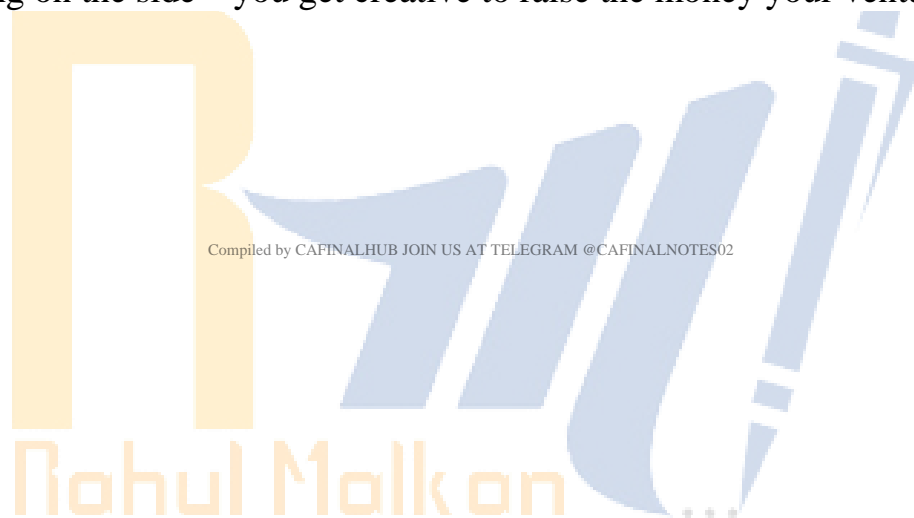 on the side you get creative to raise the money your
Compiled by CAFINALHUB JOIN US AT TELEGRAM @CAFINALNOTES02
Rahul Malkan